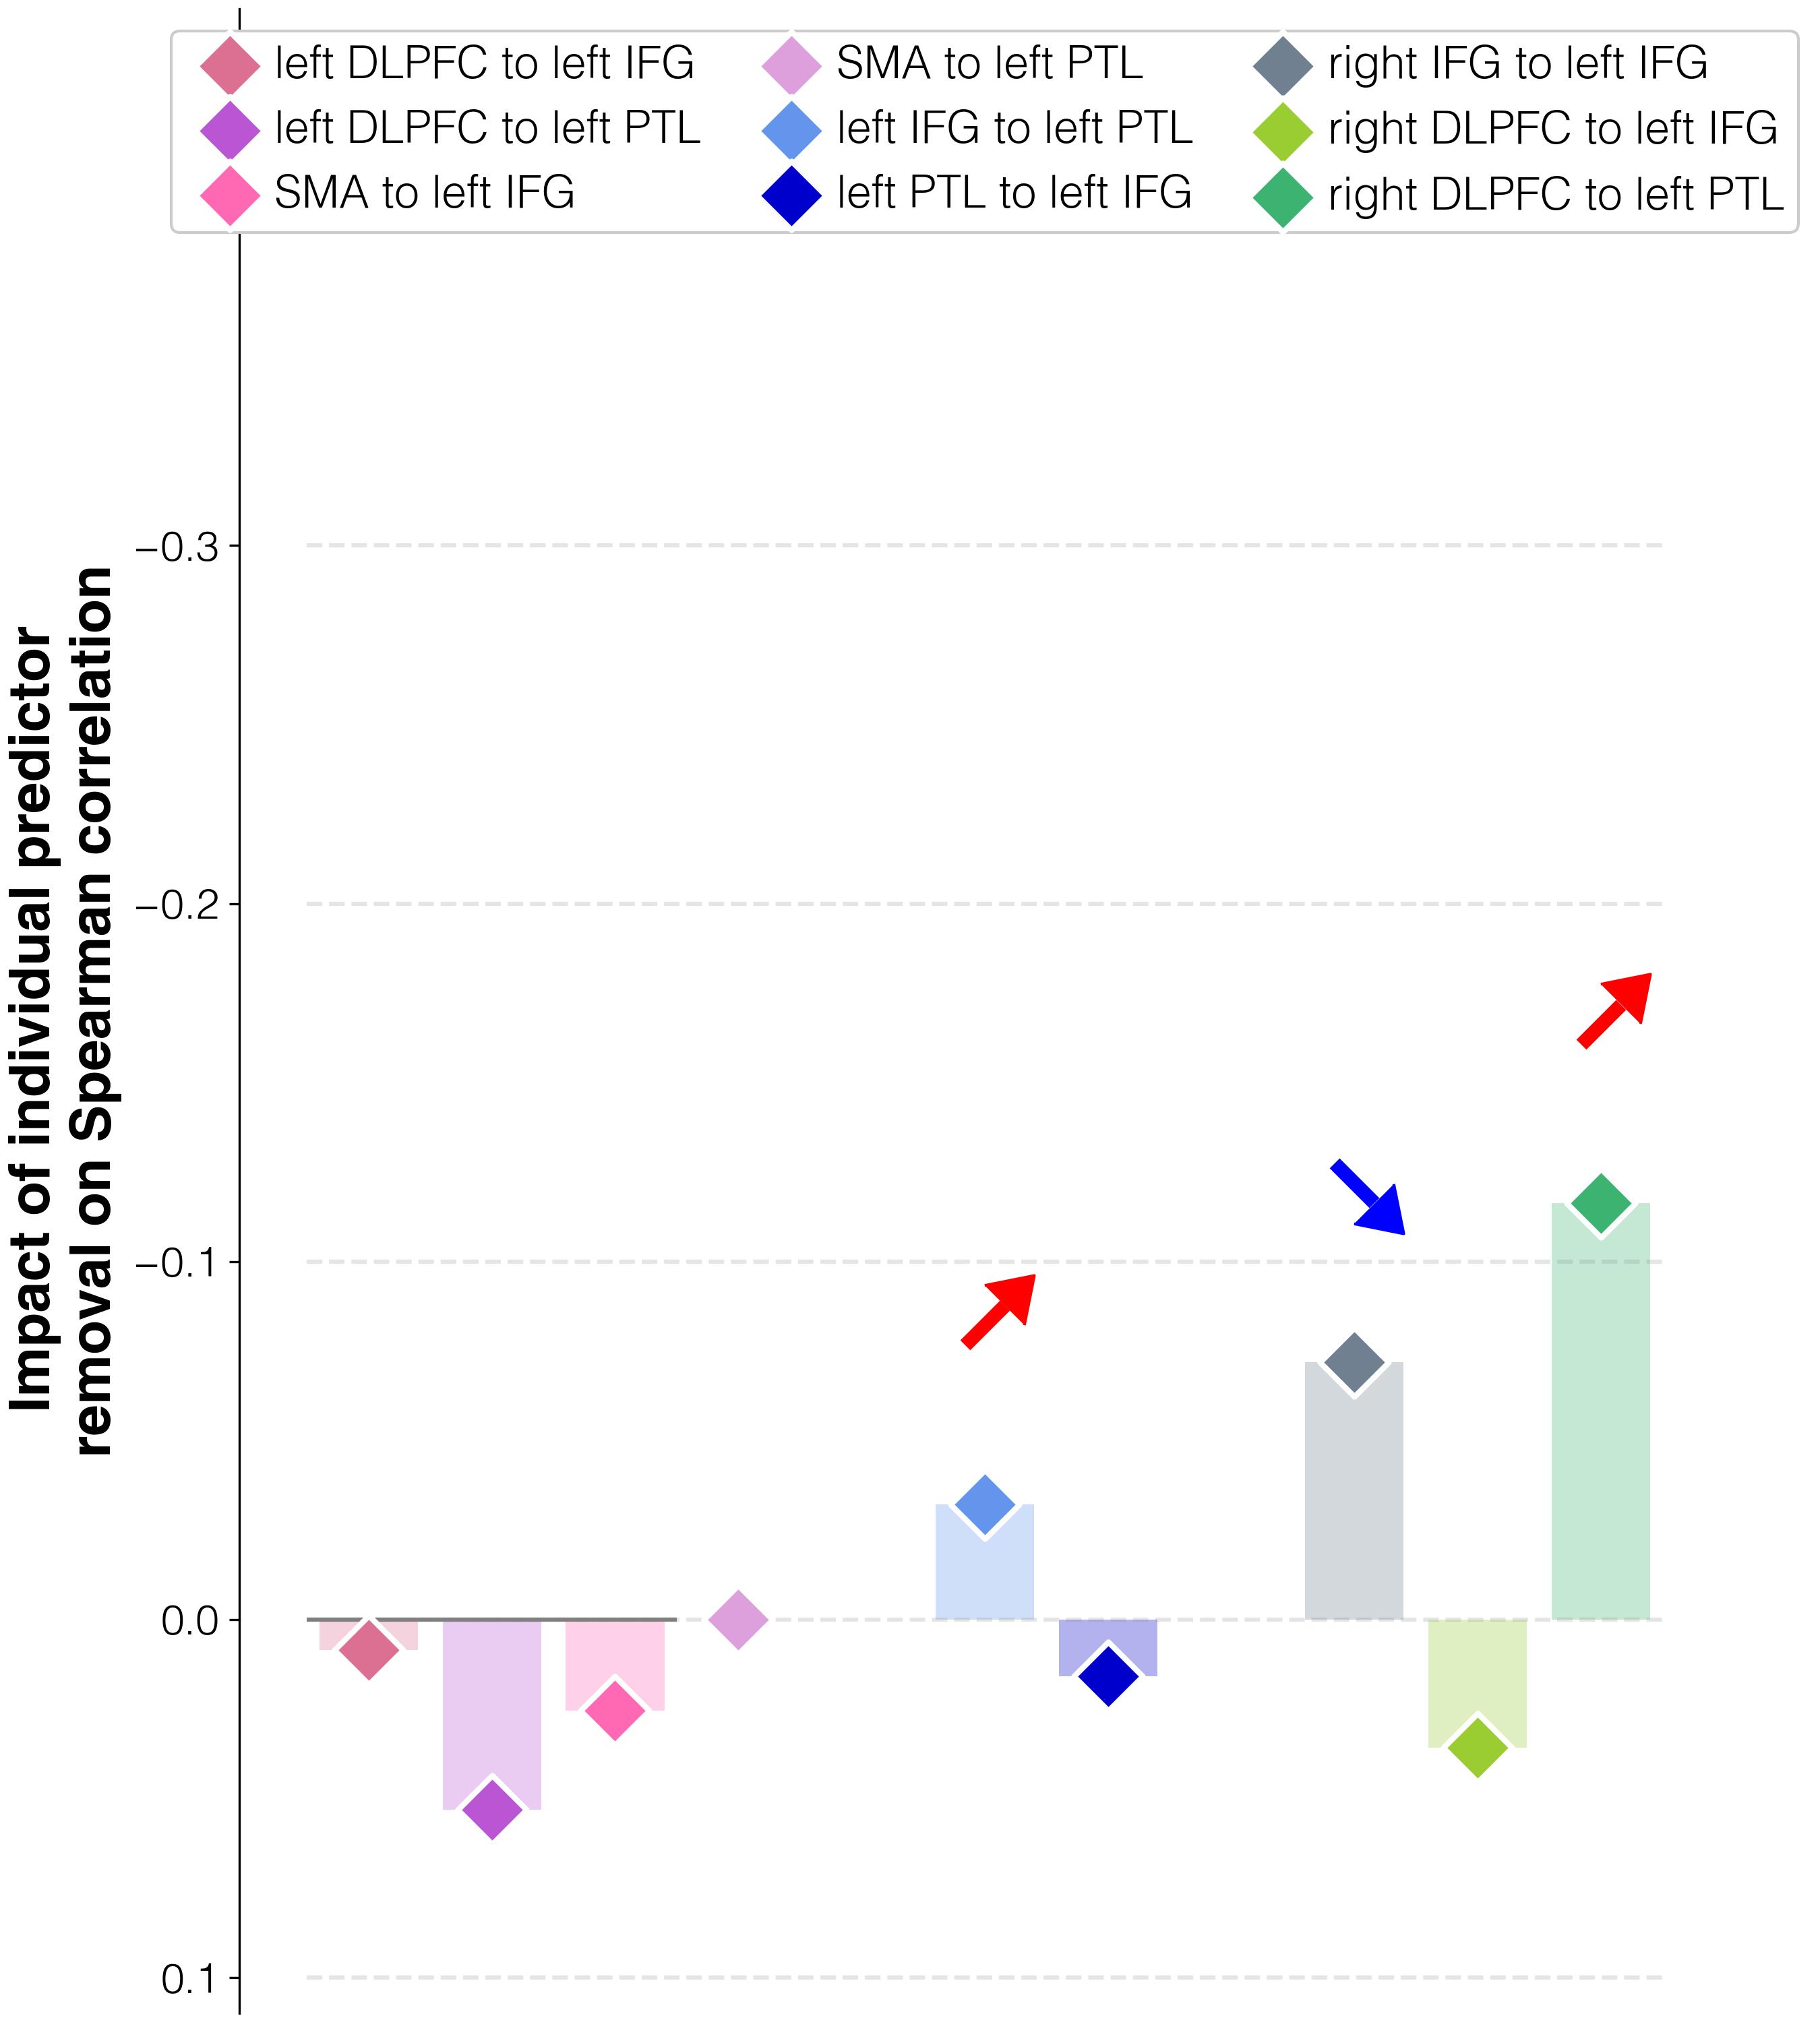 left DLPFC to left IFG
left DLPFC to left PTL
SMA to left IFG
SMA to left PTL
left IFG to left PTL
left PTL to left IFG
right IFG to left IFG
right DLPFC to left IFG
right DLPFC to left PTL
Impact of individual predictor
removal on Spearman correlation
−0.3
−0.2
−0.1
0.0
0.1